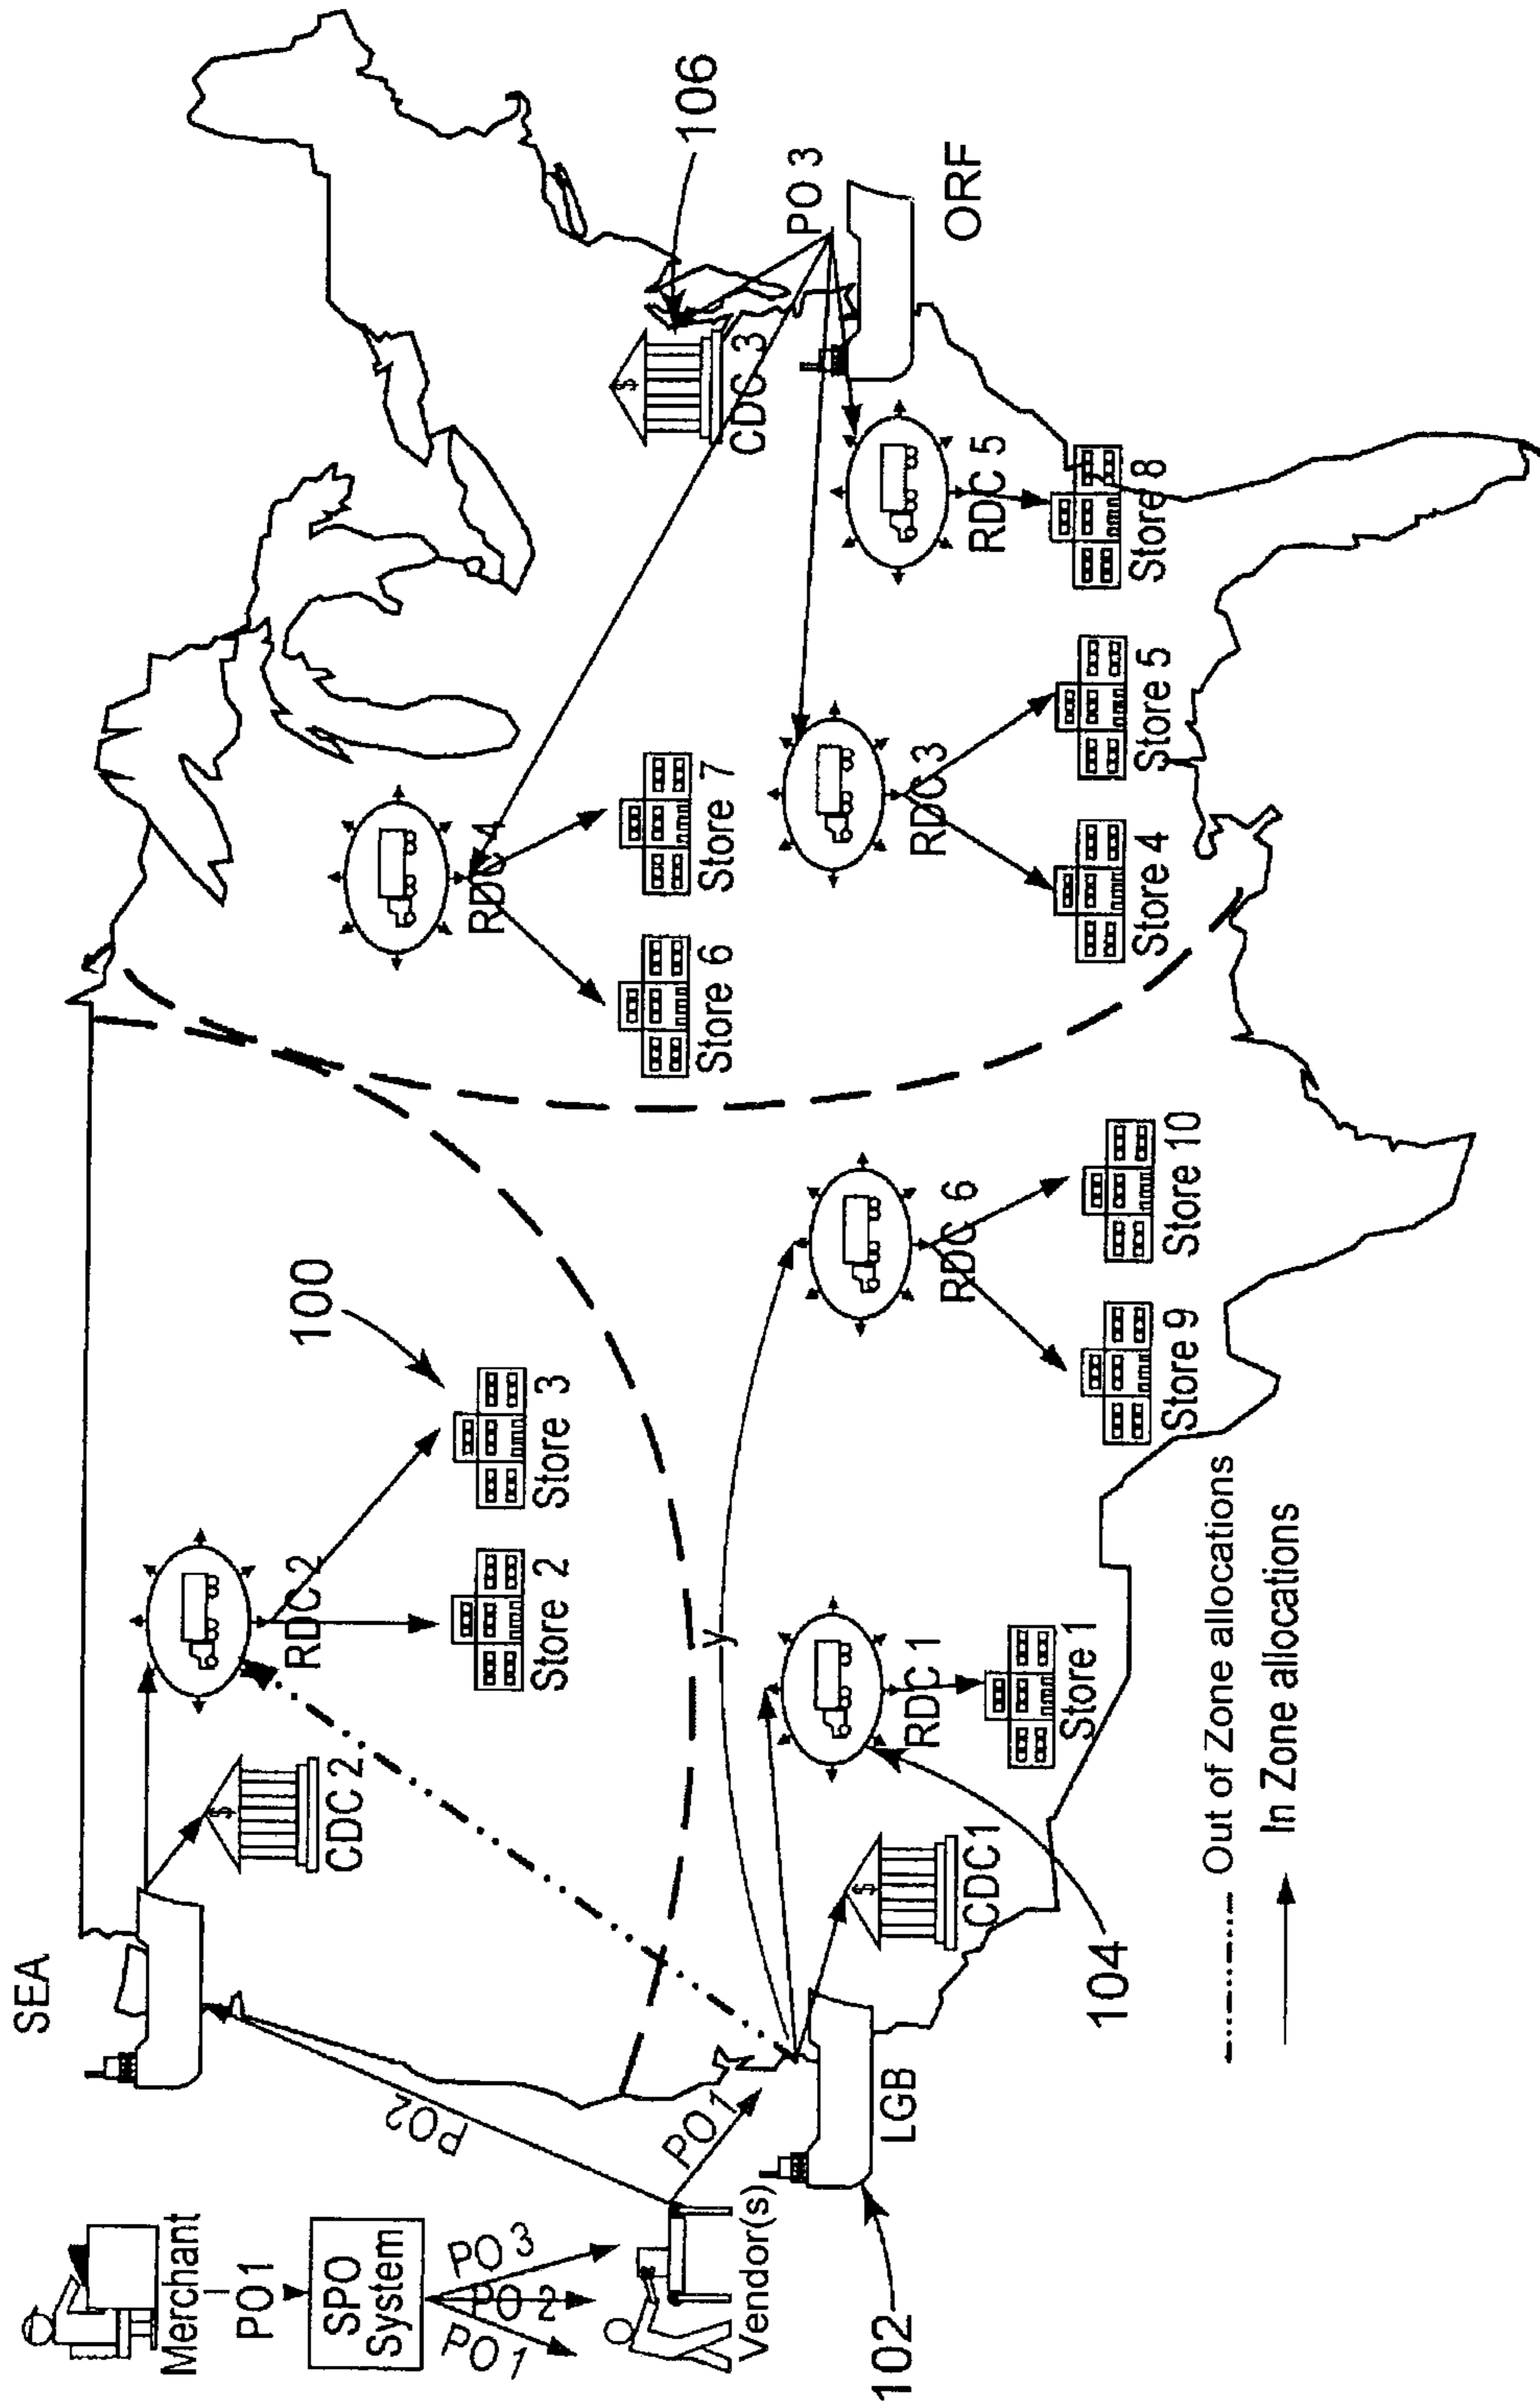 Merchant
PO1
SPO
System
PO 1
PO 2
PO 3
Vendor(s)
PO2
PO 1
SEA
LGB
102
CDC 2
CDC1
104
RDC 2
Store 2
Store 3
100
RDC 1
Store 1
y
RDC 6
Store 9
Store 10
RDC 4
Store 6
Store 7
RDC 3
Store 4
Store 5
RDC 5
Store 8
CDC 3
106
PO 3
ORF
$
$
$
Out of Zone allocations
In Zone allocations